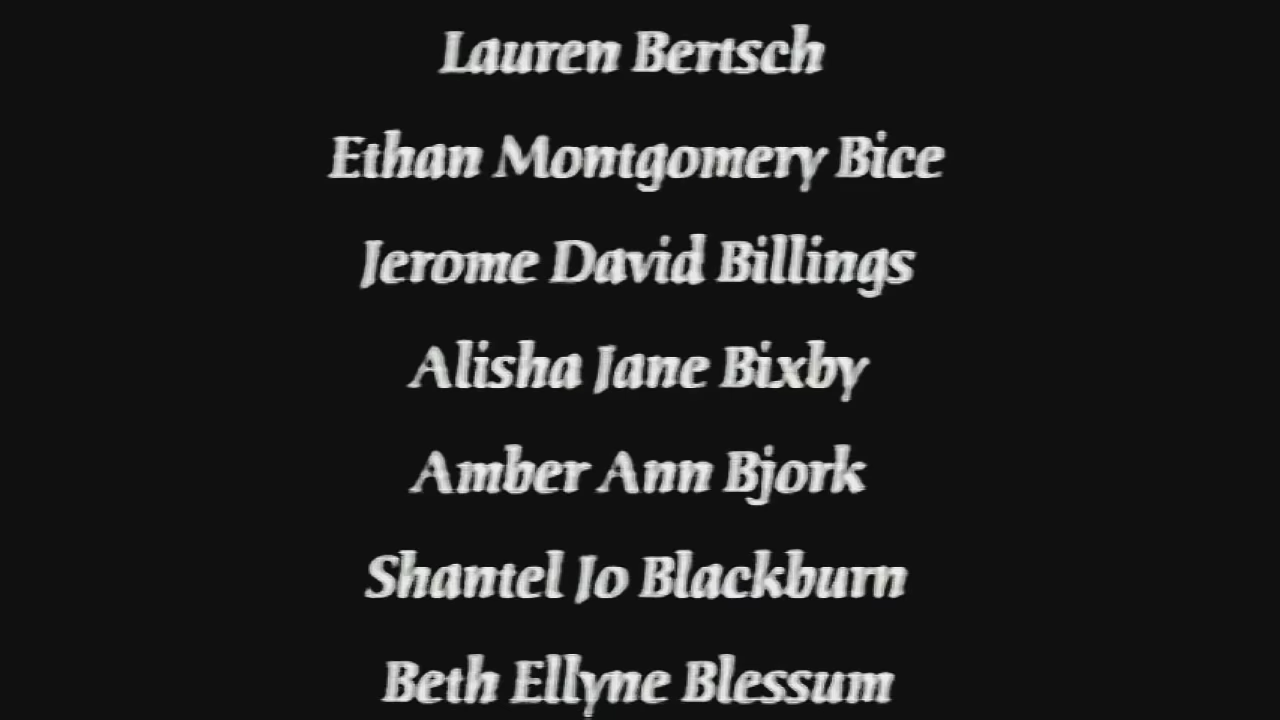 Lauren Bertsch
Ethan Montgomery Bice
Jerome David Billings
Alisha Jane Bixby
Amber Ann Bjork
Shantel Jo Blackburn
Beth Ellyne Blessum